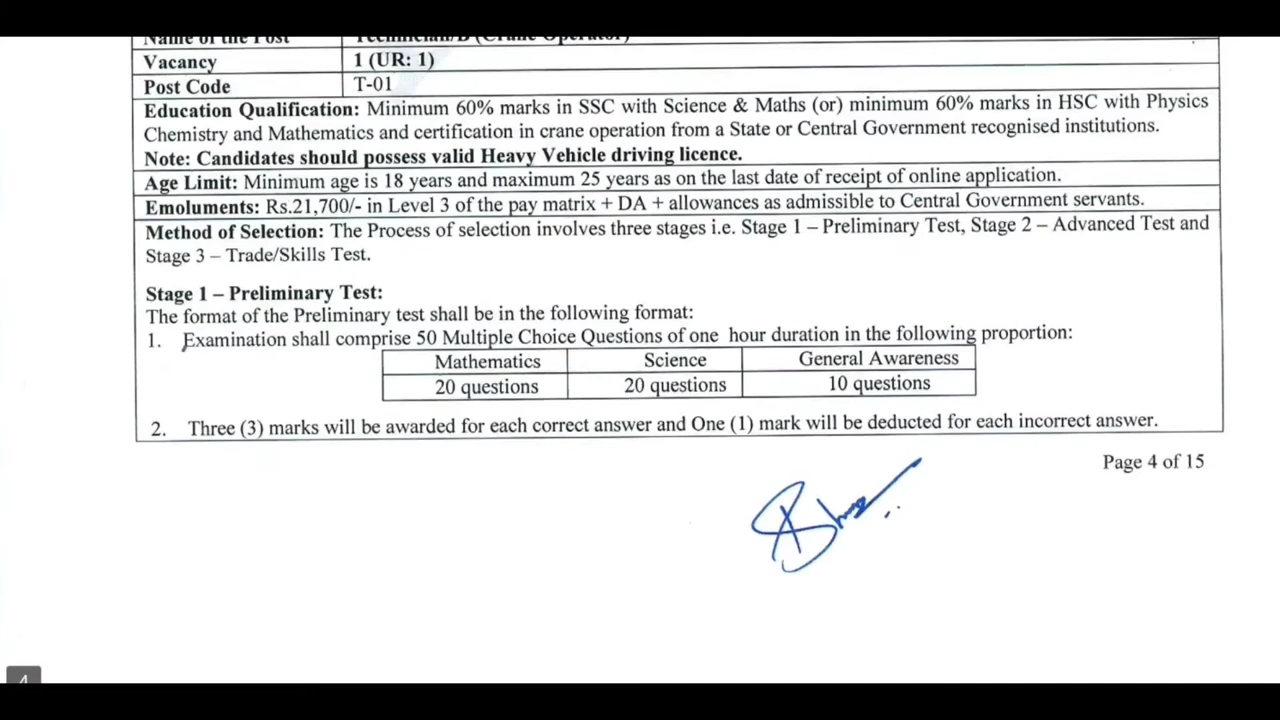 Name of the Post Technician/B (Crane Operator)
Vacancy 1 (UR: 1)
Post Code T-01
Education Qualification: Minimum 60% marks in SSC with Science & Maths (or) minimum 60% marks in HSC with Physics
Chemistry and Mathematics and certification in crane operation from a State or Central Government recognised institutions.
Note: Candidates should possess valid Heavy Vehicle driving licence.
Age Limit: Minimum age is 18 years and maximum 25 years as on the last date of receipt of online application.
Emoluments: Rs.21,700/- in Level 3 of the pay matrix + DA + allowances as admissible to Central Government servants.
Method of Selection: The Process of selection involves three stages i.e. Stage 1 – Preliminary Test, Stage 2 – Advanced Test and
Stage 3 – Trade/Skills Test.
Stage 1 – Preliminary Test:
The format of the Preliminary test shall be in the following format:
1. Examination shall comprise 50 Multiple Choice Questions of one hour duration in the following proportion:
Mathematics Science General Awareness
20 questions 20 questions 10 questions
2. Three (3) marks will be awarded for each correct answer and One (1) mark will be deducted for each incorrect answer.
Page 4 of 15
4